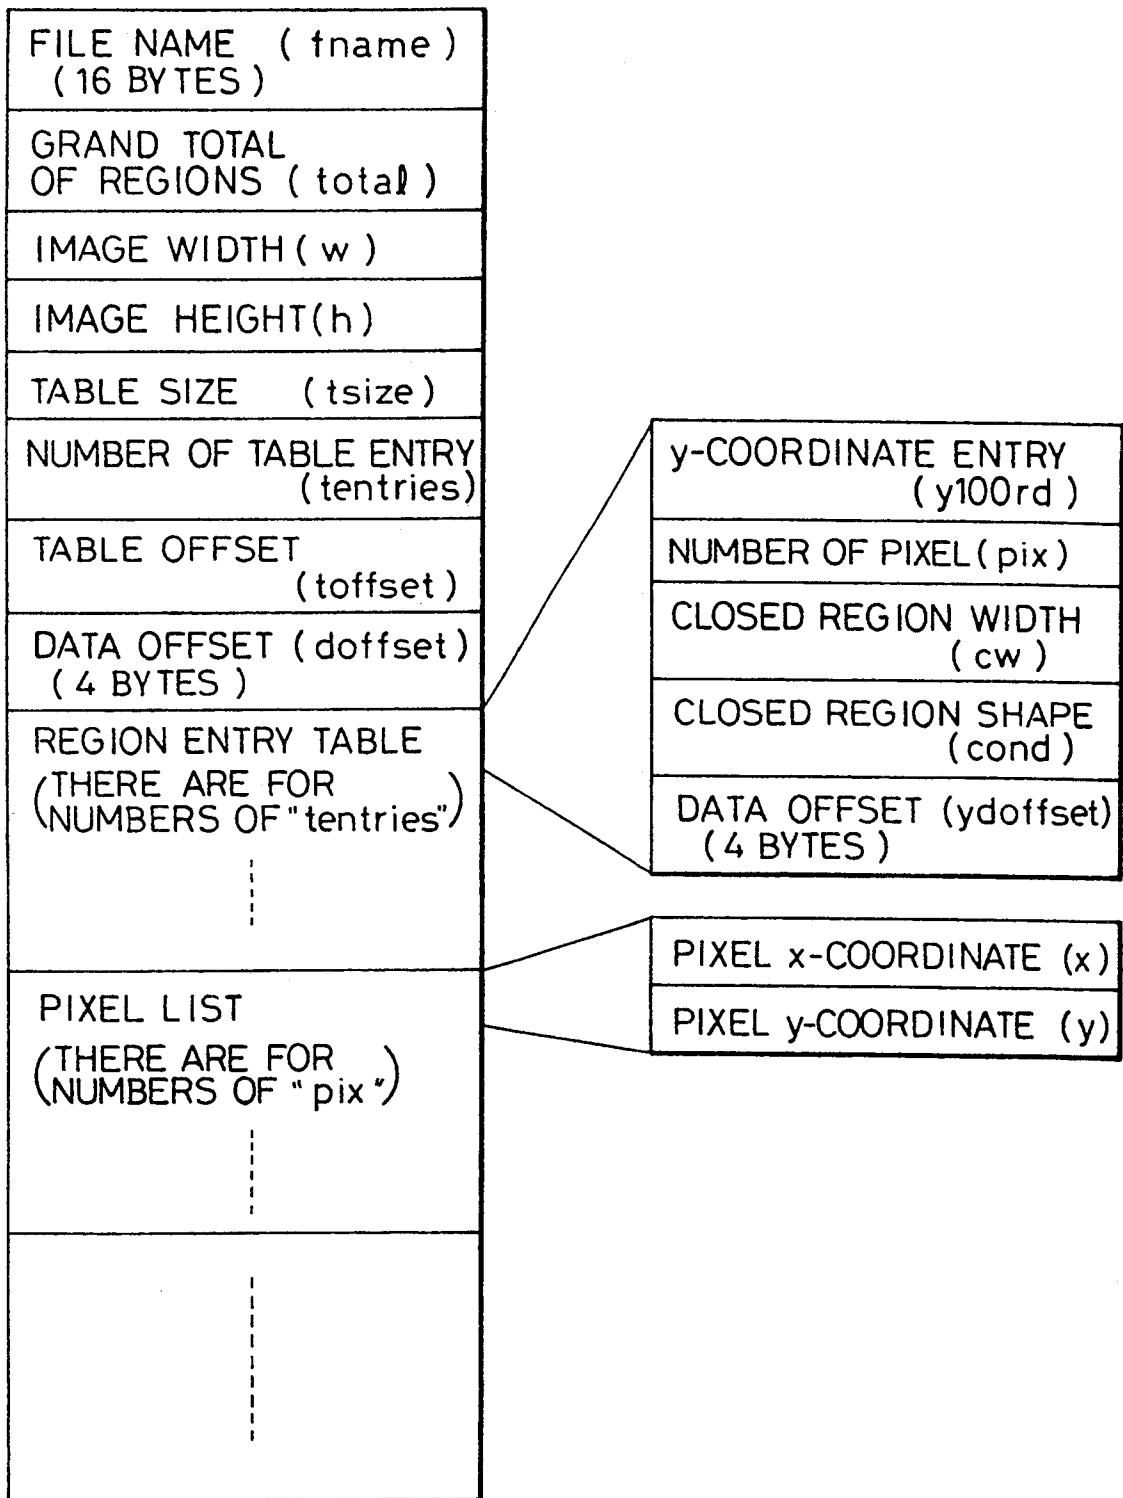 FILE NAME (fname)
(16 BYTES)
GRAND TOTAL
OF REGIONS (total)
IMAGE WIDTH (w)
IMAGE HEIGHT (h)
TABLE SIZE (tsize)
NUMBER OF TABLE ENTRY
(tentries)
TABLE OFFSET
(toffset)
DATA OFFSET (doffset)
(4 BYTES)
REGION ENTRY TABLE
(THERE ARE FOR
NUMBERS OF "tentries")
PIXEL LIST
(THERE ARE FOR
NUMBERS OF "pix")
y-COORDINATE ENTRY
(y100rd)
NUMBER OF PIXEL (pix)
CLOSED REGION WIDTH
(cw)
CLOSED REGION SHAPE
(cond)
DATA OFFSET (ydoffset)
(4 BYTES)
PIXEL x-COORDINATE (x)
PIXEL y-COORDINATE (y)